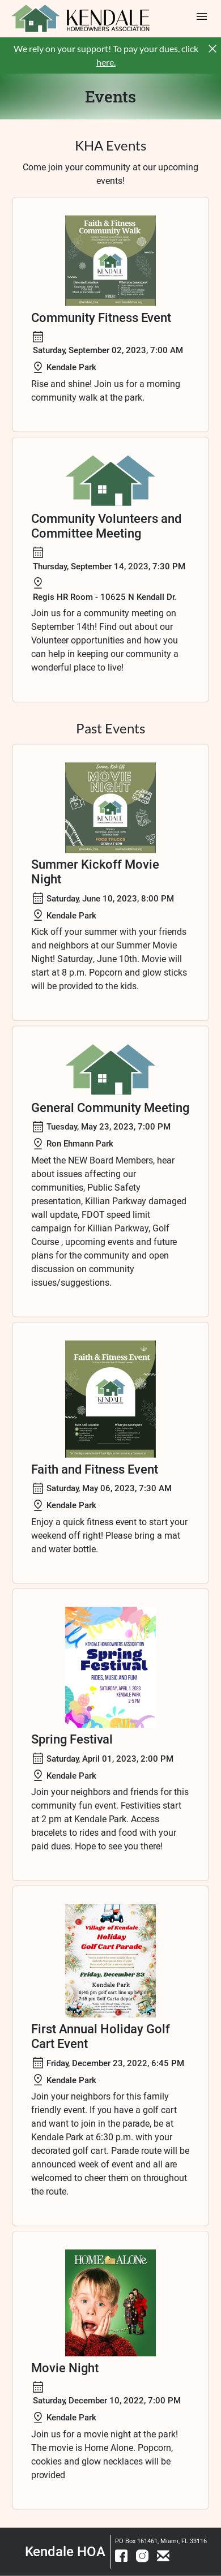 KENDALE
HOMEOWNERS ASSOCIATION
We rely on your support! To pay your dues, click
here.
Events
KHA Events
Come join your community at our upcoming
events!
Faith & Fitness
Community Walk
KENDALE
FREE!
Community Fitness Event
Saturday, September 02, 2023, 7:00 AM
Kendale Park
Rise and shine! Join us for a morning
community walk at the park.
Community Volunteers and
Committee Meeting
Thursday, September 14, 2023, 7:30 PM
Regis HR Room - 10625 N Kendall Dr.
Join us for a community meeting on
September 14th! Find out about our
Volunteer opportunities and how you
can help in keeping our community a
wonderful place to live!
Past Events
Summer Kick Off
MOVIE
NIGHT
FOOD TRUCKS
Summer Kickoff Movie
Night
Saturday, June 10, 2023, 8:00 PM
Kendale Park
Kick off your summer with your friends
and neighbors at our Summer Movie
Night! Saturday, June 10th. Movie will
start at 8 p.m. Popcorn and glow sticks
will be provided to the kids.
General Community Meeting
Tuesday, May 23, 2023, 7:00 PM
Ron Ehmann Park
Meet the NEW Board Members, hear
about issues affecting our
communities, Public Safety
presentation, Killian Parkway damaged
wall update, FDOT speed limit
campaign for Killian Parkway, Golf
Course , upcoming events and future
plans for the community and open
discussion on community
issues/suggestions.
Faith & Fitness Event
KENDALE
Faith and Fitness Event
Saturday, May 06, 2023, 7:30 AM
Kendale Park
Enjoy a quick fitness event to start your
weekend off right! Please bring a mat
and water bottle.
KENDALE HOMEOWNERS ASSOCIATION
Spring
Festival
RIDES, MUSIC AND FUN!
SATURDAY, APRIL 1, 2023
KENDALE PARK
2-5 PM
Spring Festival
Saturday, April 01, 2023, 2:00 PM
Kendale Park
Join your neighbors and friends for this
community fun event. Festivities start
at 2 pm at Kendale Park. Access
bracelets to rides and food with your
paid dues. Hope to see you there!
Village of Kendale
Holiday
Golf Cart Parade
Friday, December 23
Kendale Park
6:45 pm golf cart line up
7:15 pm Golf Carts depart
First Annual Holiday Golf
Cart Event
Friday, December 23, 2022, 6:45 PM
Kendale Park
Join your neighbors for this family
friendly event. If you have a golf cart
and want to join in the parade, be at
Kendale Park at 6:30 p.m. with your
decorated golf cart. Parade route will be
announced week of event and all are
welcomed to cheer them on throughout
the route.
HOME ALONe
Movie Night
Saturday, December 10, 2022, 7:00 PM
Kendale Park
Join us for a movie night at the park!
The movie is Home Alone. Popcorn,
cookies and glow necklaces will be
provided
Kendale HOA
PO Box 161461, Miami, FL 33116